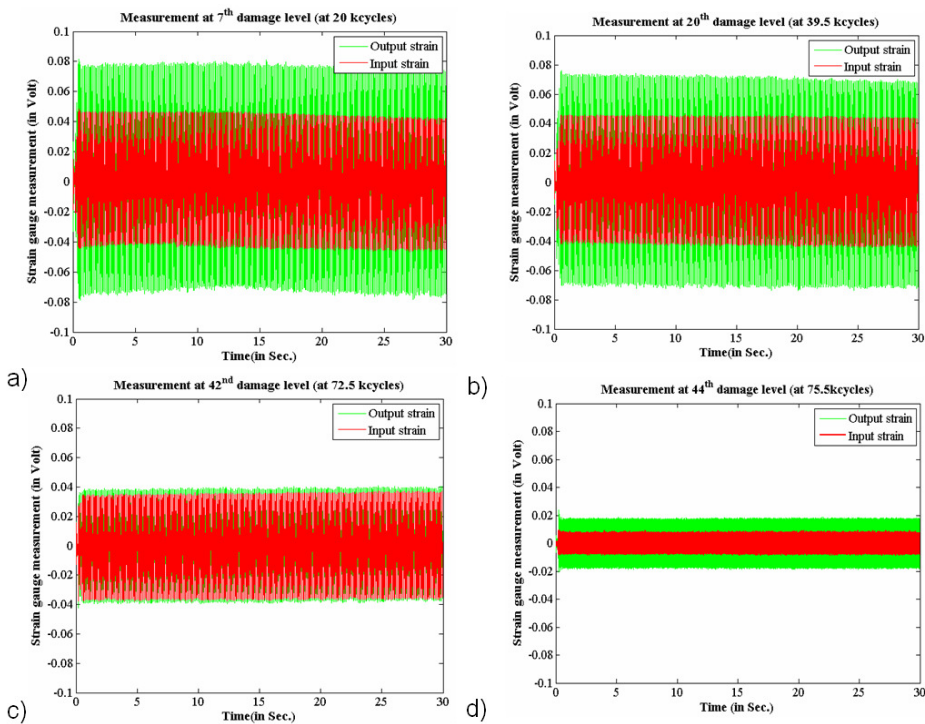 Measurement at 7th damage level (at 20 kcycles)
Output strain
Input strain
Strain gauge measurement (in Volt)
0.1
0.08
0.06
0.04
0.02
0
-0.02
-0.04
-0.06
-0.08
-0.1
0 5 10 15 20 25 30
Time(in Sec.)
a)
Measurement at 20th damage level (at 39.5 kcycles)
Output strain
Input strain
Strain gauge measurement (in Volt)
0.1
0.08
0.06
0.04
0.02
0
-0.02
-0.04
-0.06
-0.08
-0.1
0 5 10 15 20 25 30
Time(in Sec.)
b)
Measurement at 42nd damage level (at 72.5 kcycles)
Output strain
Input strain
Strain gauge measurement (in Volt)
0.1
0.08
0.06
0.04
0.02
0
-0.02
-0.04
-0.06
-0.08
-0.1
0 5 10 15 20 25 30
Time(in Sec.)
c)
Measurement at 44th damage level (at 75.5kcycles)
Output strain
Input strain
Strain gauge measurement (in Volt)
0.1
0.08
0.06
0.04
0.02
0
-0.02
-0.04
-0.06
-0.08
-0.1
0 5 10 15 20 25 30
Time(in Sec.)
d)